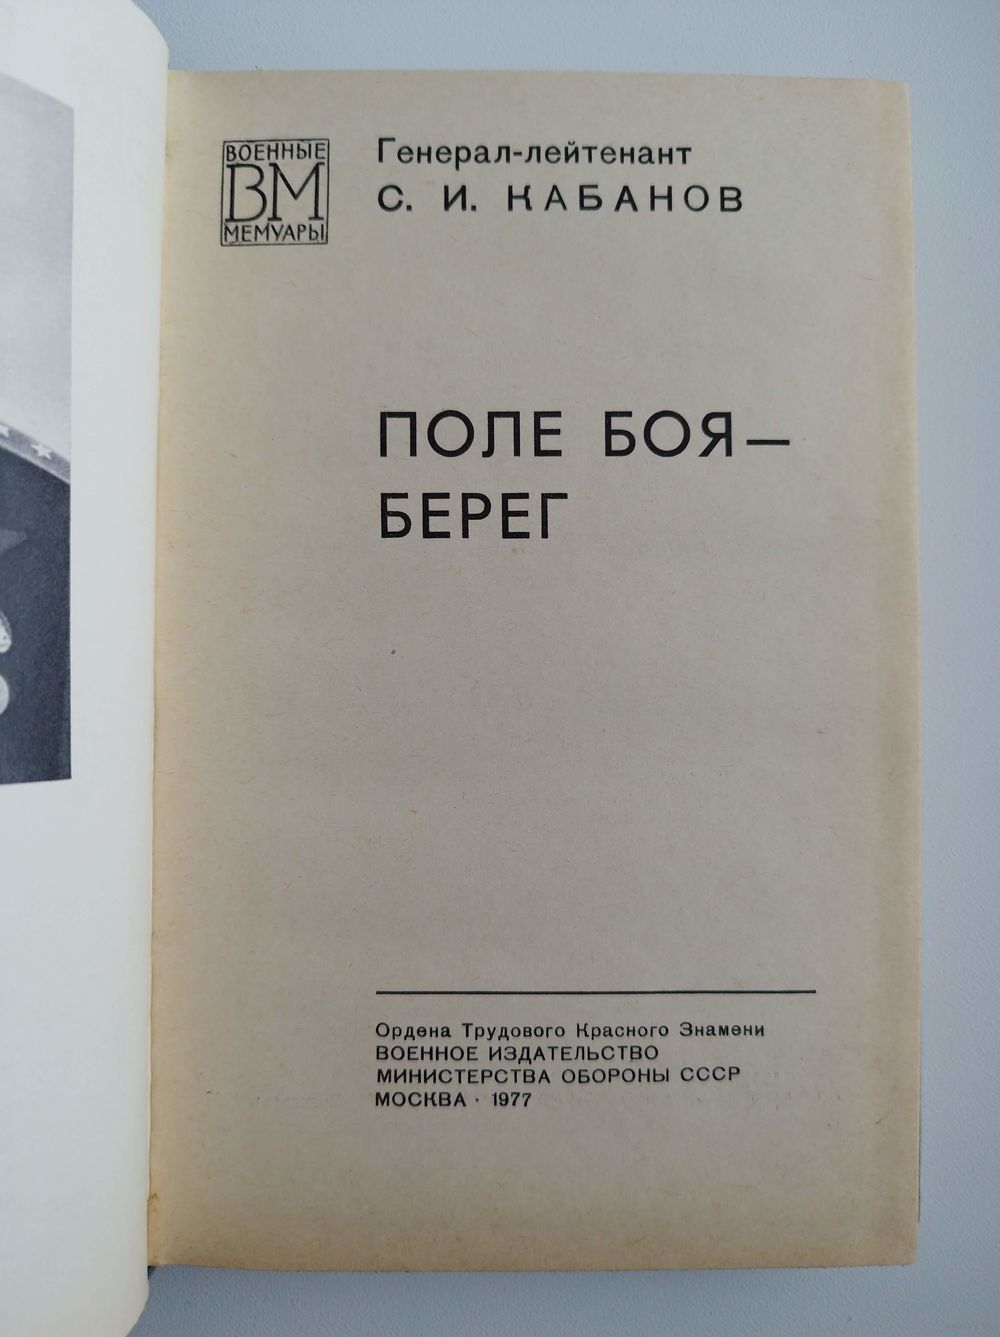 ВОЕННЫЕ
ВМ
МЕМУАРЫ
Генерал-лейтенант
С. И. КАБАНОВ
ПОЛЕ БОЯ—
БЕРЕГ
Ордена Трудового Красного Знамени
ВОЕННОЕ ИЗДАТЕЛЬСТВО
МИНИСТЕРСТВА ОБОРОНЫ СССР
МОСКВА · 1977